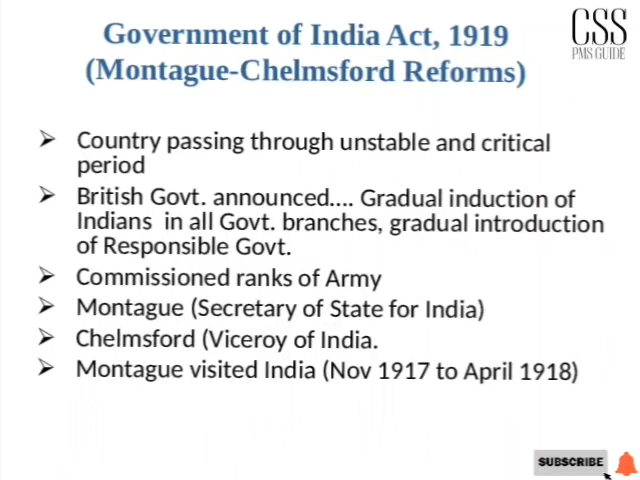 Government of India Act, 1919
(Montague-Chelmsford Reforms)
CSS
PMS GUIDE
➢ Country passing through unstable and critical
period
➢ British Govt. announced.... Gradual induction of
Indians in all Govt. branches, gradual introduction
of Responsible Govt.
➢ Commissioned ranks of Army
➢ Montague (Secretary of State for India)
➢ Chelmsford (Viceroy of India.
➢ Montague visited India (Nov 1917 to April 1918)
SUBSCRIBE